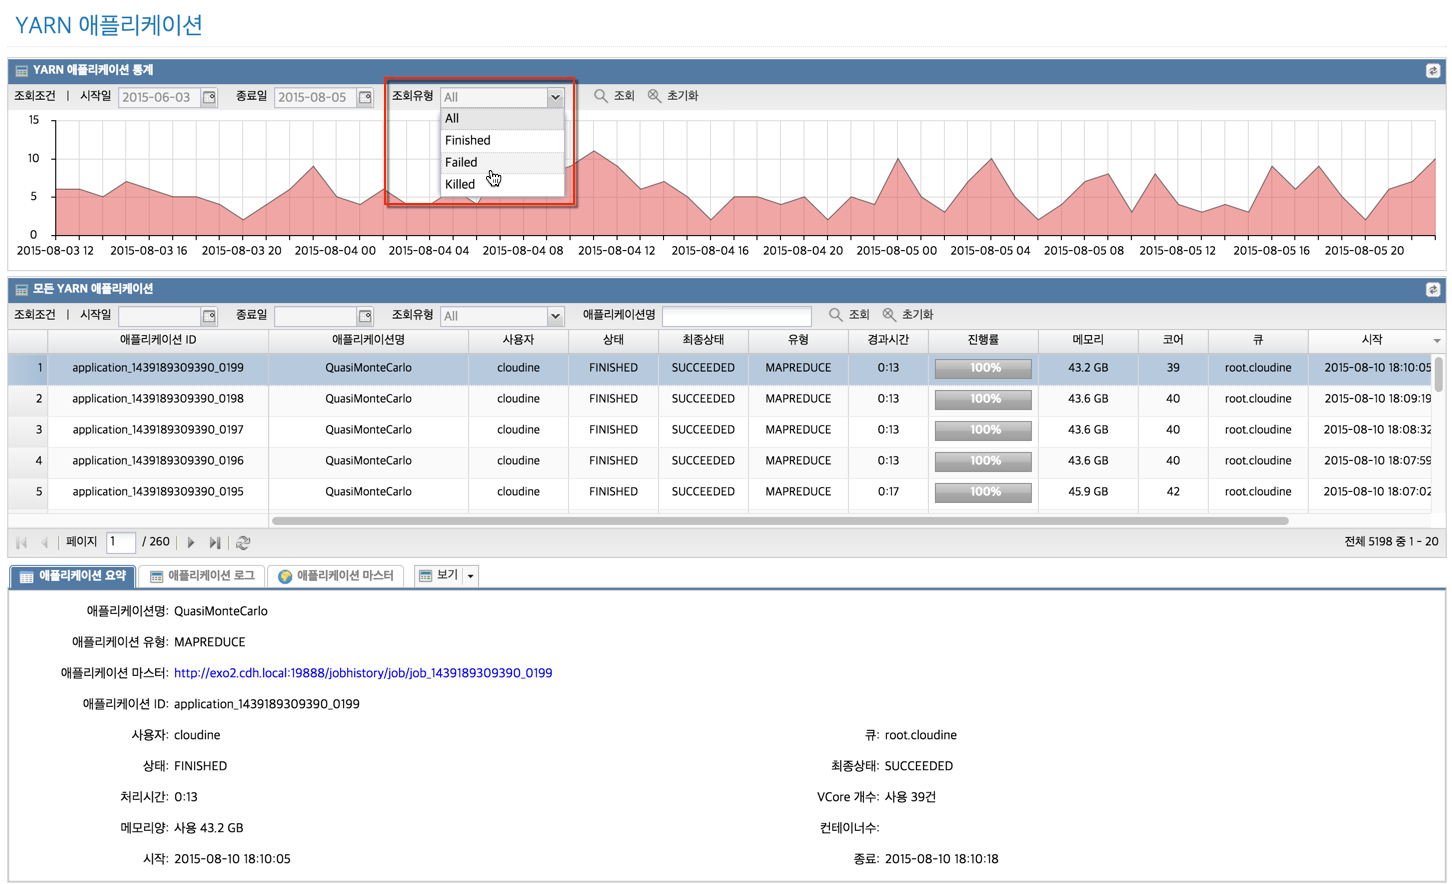 YARN 애플리케이션
YARN 애플리케이션 통계
조회조건 | 시작일 2015-06-03 종료일 2015-08-05 조회유형 All 조회 초기화
All
Finished
Failed
Killed
15
10
5
0
2015-08-03 12 2015-08-03 16 2015-08-03 20 2015-08-04 00 2015-08-04 04 2015-08-04 08 2015-08-04 12 2015-08-04 16 2015-08-04 20 2015-08-05 00 2015-08-05 04 2015-08-05 08 2015-08-05 12 2015-08-05 16 2015-08-05 20
모든 YARN 애플리케이션
조회조건 | 시작일 종료일 조회유형 All 애플리케이션명 조회 초기화
애플리케이션 ID 애플리케이션명 사용자 상태 최종상태 유형 경과시간 진행률 메모리 코어 큐 시작
1 application_1439189309390_0199 QuasiMonteCarlo cloudine FINISHED SUCCEEDED MAPREDUCE 0:13 100% 43.2 GB 39 root.cloudine 2015-08-10 18:10:05
2 application_1439189309390_0198 QuasiMonteCarlo cloudine FINISHED SUCCEEDED MAPREDUCE 0:13 100% 43.6 GB 40 root.cloudine 2015-08-10 18:09:19
3 application_1439189309390_0197 QuasiMonteCarlo cloudine FINISHED SUCCEEDED MAPREDUCE 0:13 100% 43.6 GB 40 root.cloudine 2015-08-10 18:08:32
4 application_1439189309390_0196 QuasiMonteCarlo cloudine FINISHED SUCCEEDED MAPREDUCE 0:13 100% 43.6 GB 40 root.cloudine 2015-08-10 18:07:59
5 application_1439189309390_0195 QuasiMonteCarlo cloudine FINISHED SUCCEEDED MAPREDUCE 0:17 100% 45.9 GB 42 root.cloudine 2015-08-10 18:07:02
페이지 1 / 260 전체 5198 중 1 - 20
애플리케이션 요약 애플리케이션 로그 애플리케이션 마스터 보기
애플리케이션명: QuasiMonteCarlo
애플리케이션 유형: MAPREDUCE
애플리케이션 마스터: http://exo2.cdh.local:19888/jobhistory/job/job_1439189309390_0199
애플리케이션 ID: application_1439189309390_0199
사용자: cloudine 큐: root.cloudine
상태: FINISHED 최종상태: SUCCEEDED
처리시간: 0:13 VCore 개수: 사용 39건
메모리양: 사용 43.2 GB 컨테이너수:
시작: 2015-08-10 18:10:05 종료: 2015-08-10 18:10:18